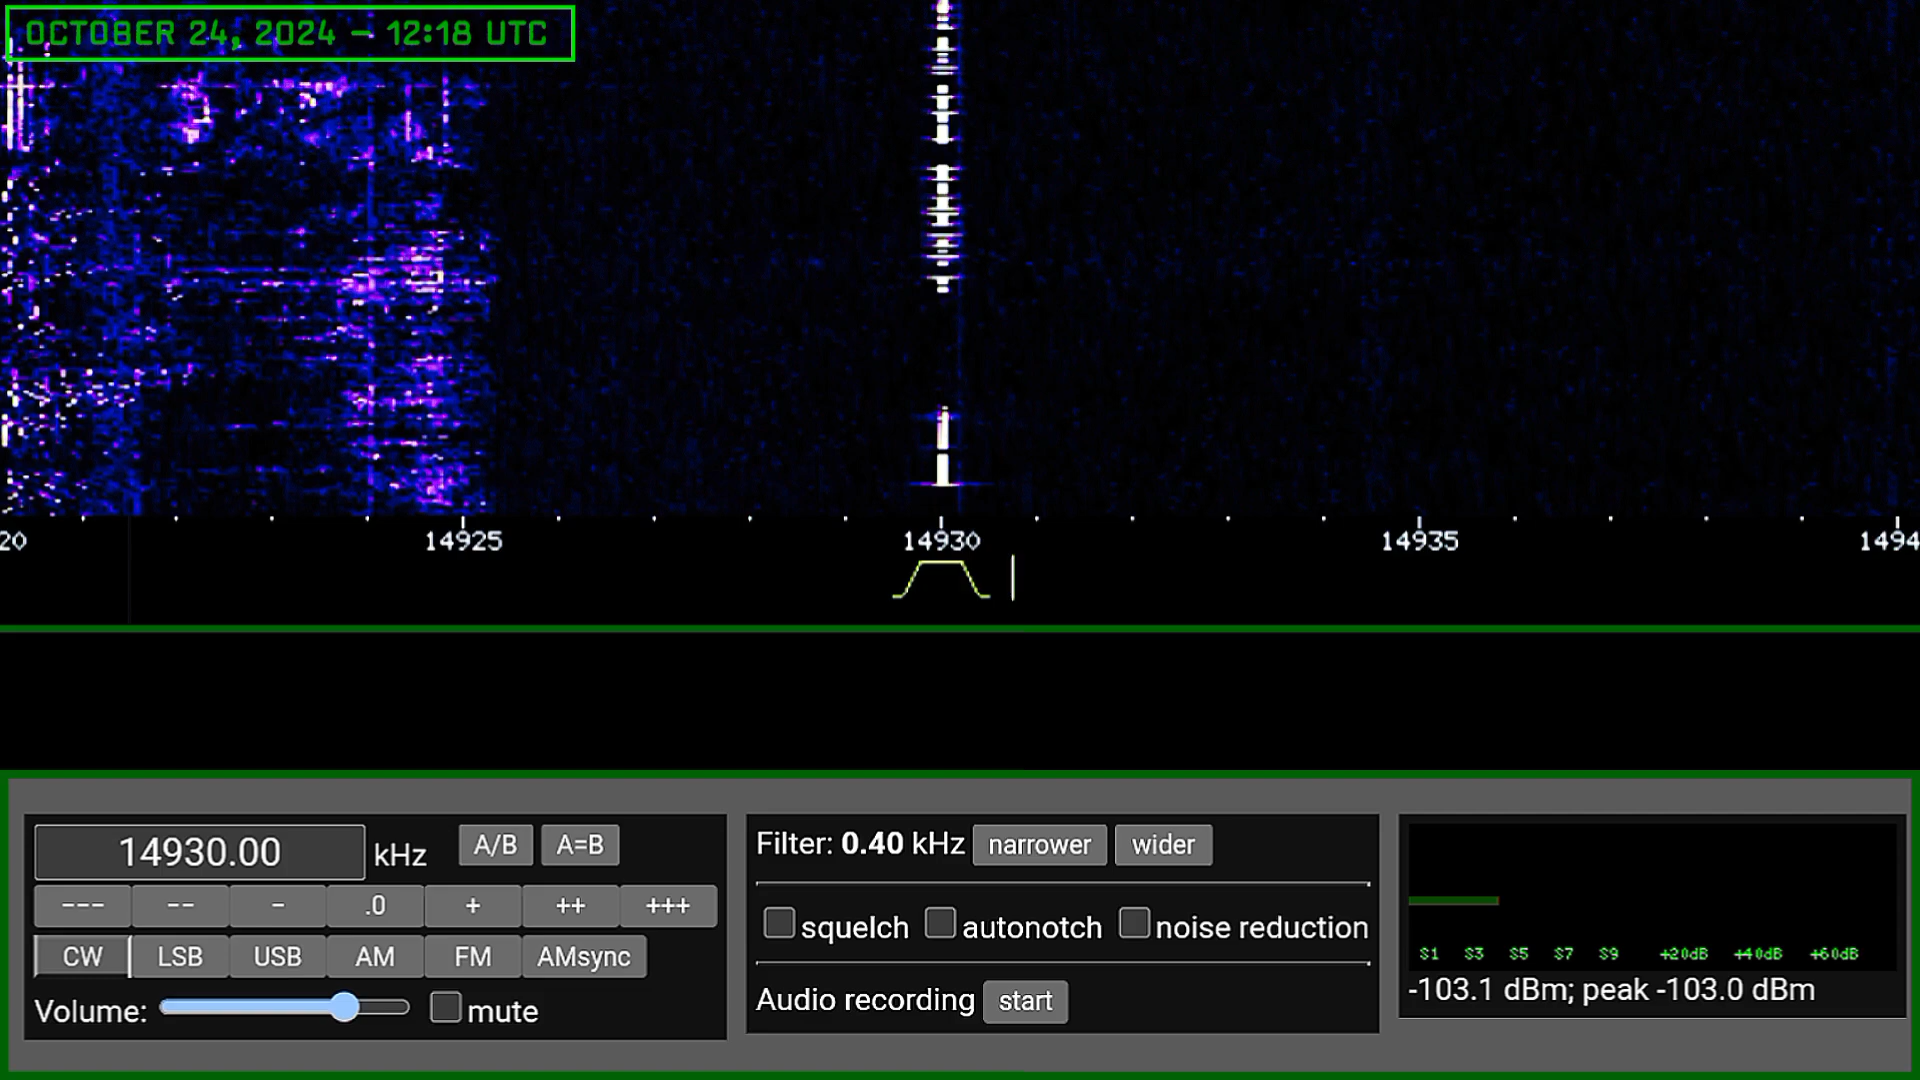 OCTOBER 24, 2024 – 12:18 UTC
20 14925 14930 14935 1494
14930.00 kHz A/B A=B
--- -- - .0 + ++ +++
CW LSB USB AM FM AMsync
Volume: mute
Filter: 0.40 kHz narrower wider
squelch autonotch noise reduction
Audio recording start
S1 S3 S5 S7 S9 +20dB +40dB +60dB
-103.1 dBm; peak -103.0 dBm